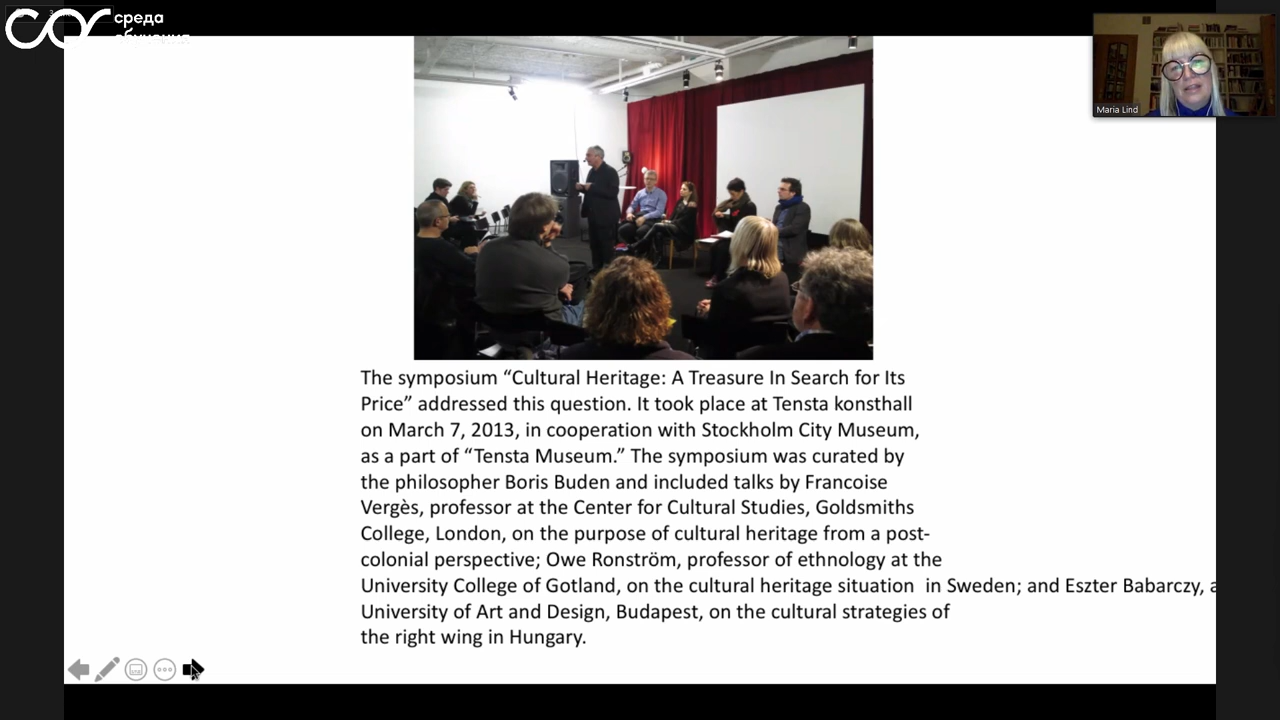 среда
обучения
Maria Lind
The symposium “Cultural Heritage: A Treasure In Search for Its
Price” addressed this question. It took place at Tensta konsthall
on March 7, 2013, in cooperation with Stockholm City Museum,
as a part of “Tensta Museum.” The symposium was curated by
the philosopher Boris Buden and included talks by Francoise
Vergès, professor at the Center for Cultural Studies, Goldsmiths
College, London, on the purpose of cultural heritage from a post-
colonial perspective; Owe Ronström, professor of ethnology at the
University College of Gotland, on the cultural heritage situation  in Sweden; and Eszter Babarczy, a
University of Art and Design, Budapest, on the cultural strategies of
the right wing in Hungary.